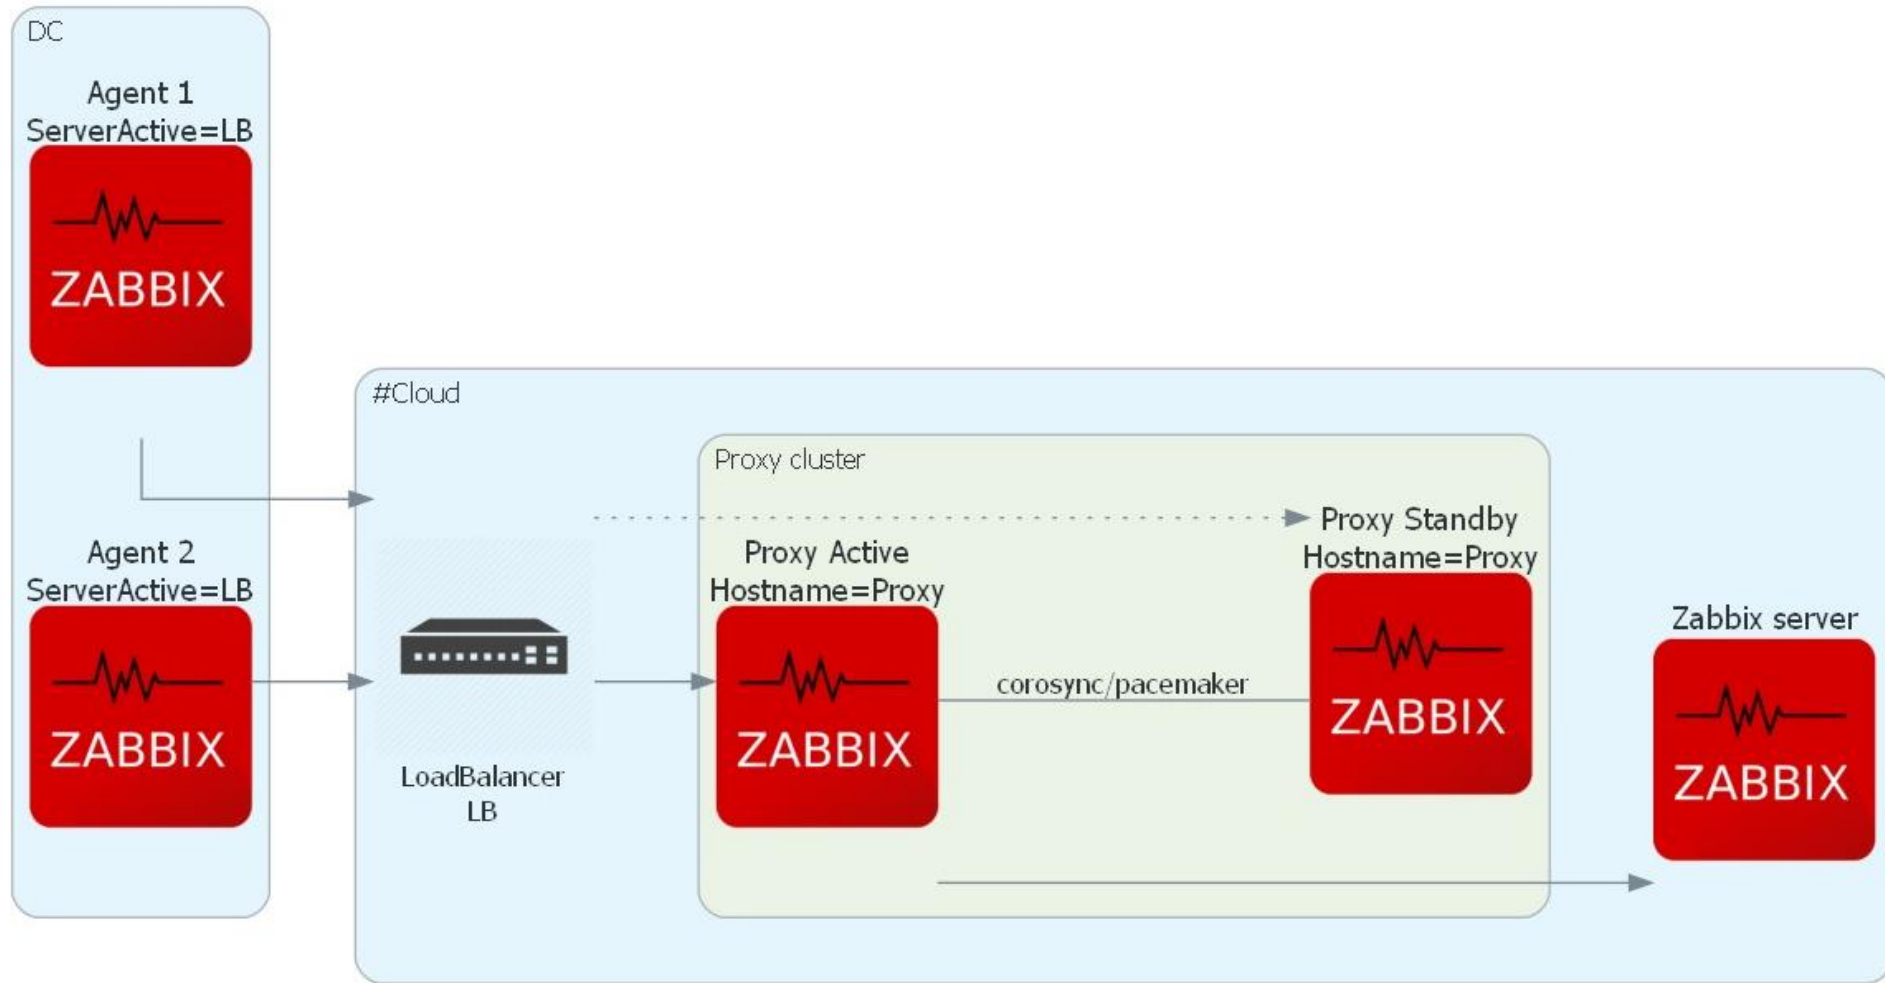 DC
Agent 1
ServerActive=LB
ZABBIX
Agent 2
ServerActive=LB
ZABBIX
#Cloud
LoadBalancer
LB
Proxy cluster
Proxy Active
Hostname=Proxy
ZABBIX
corosync/pacemaker
Proxy Standby
Hostname=Proxy
ZABBIX
Zabbix server
ZABBIX